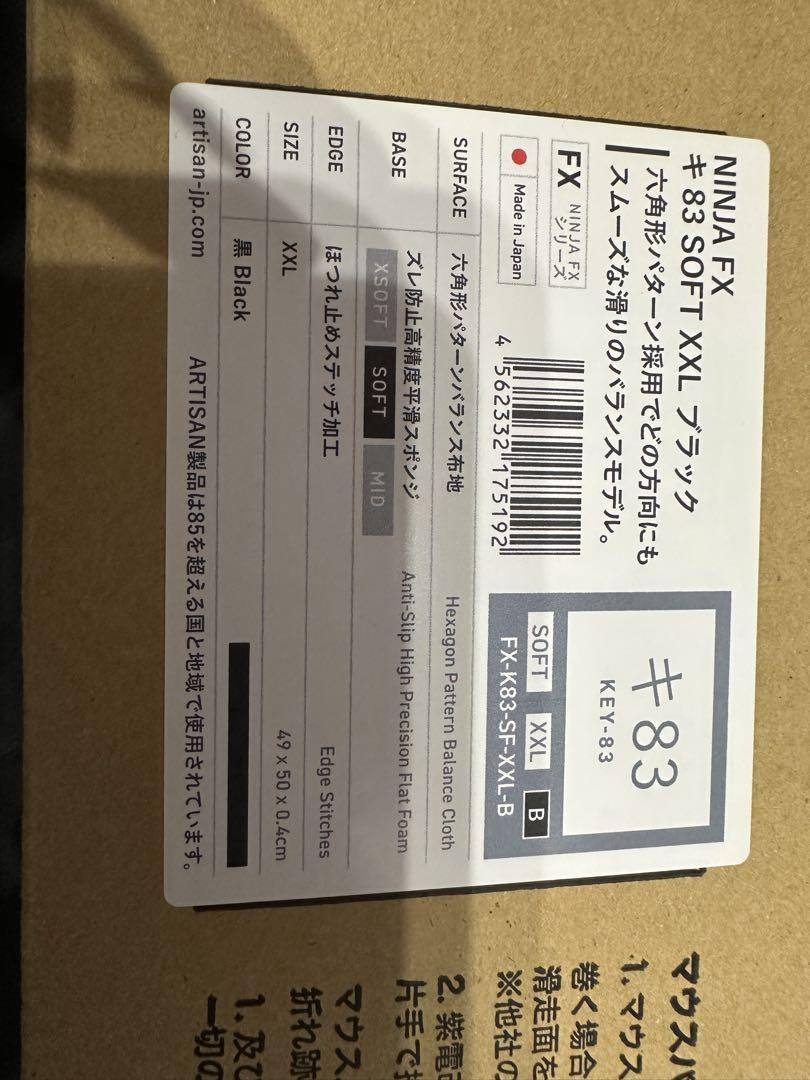 NINJA FX
キ83 SOFT XXL ブラック
六角形パターン採用でどの方向にも
スムーズな滑りのバランスモデル。
FX NINJA FX シリーズ
Made in Japan
4 562332 175192
キ83
KEY-83
SOFT XXL B
FX-K83-SF-XXL-B
SURFACE 六角形パターンバランス布地 Hexagon Pattern Balance Cloth
BASE ズレ防止高精度平滑スポンジ Anti-Slip High Precision Flat Foam
XSOFT SOFT MID
EDGE ほつれ止めステッチ加工 Edge Stitches
SIZE XXL 49 x 50 x 0.4cm
COLOR 黒 Black
artisan-jp.com ARTISAN製品は85を超える国と地域で使用されています。
マウスパ
1. マウス
巻く場合
滑走面を
※他社の
2. 紫電
片手で
マウス
折れ跡
1. 及び
一切の